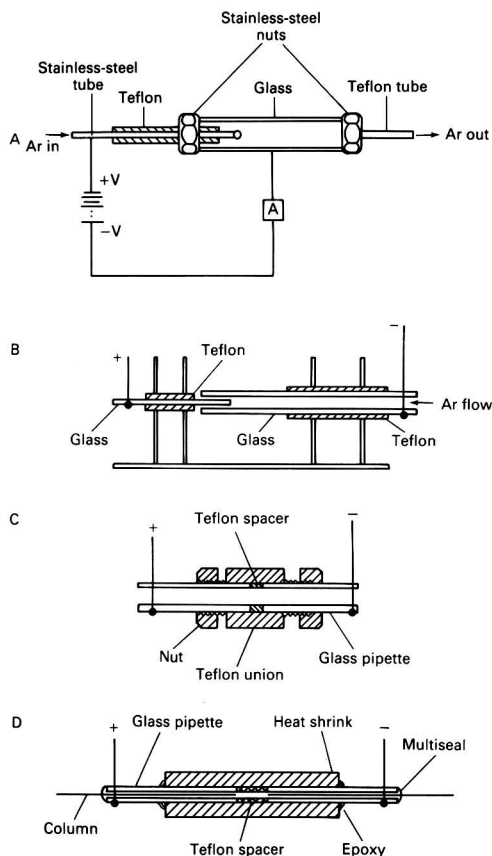 Stainless-steel
nuts
Stainless-steel
tube
Teflon
Glass
Teflon tube
A
Ar in
Ar out
+V
−V
A
B
+
−
Teflon
Glass
Glass
Ar flow
Teflon
C
+
−
Teflon spacer
Nut
Teflon union
Glass pipette
D
+
−
Glass pipette
Heat shrink
Multiseal
Column
Teflon spacer
Epoxy